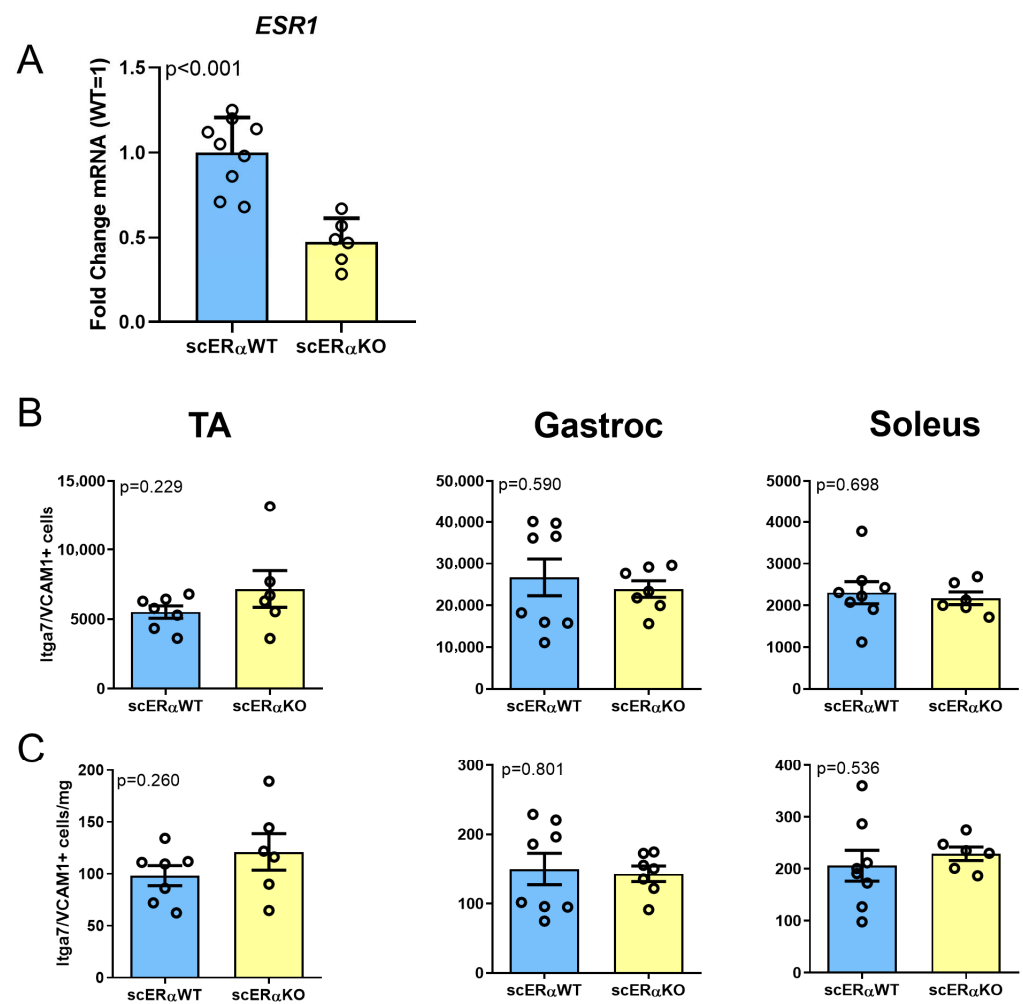 ESR1
A
Fold Change mRNA (WT=1)
p<0.001
1.5
1.0
0.5
0.0
scERαWT scERαKO
B
TA Gastroc Soleus
Itga7/VCAM1+ cells
p=0.229
15,000
10,000
5000
0
scERαWT scERαKO
p=0.590
50,000
40,000
30,000
20,000
10,000
0
scERαWT scERαKO
p=0.698
5000
4000
3000
2000
1000
0
scERαWT scERαKO
C
Itga7/VCAM1+ cells/mg
p=0.260
200
150
100
50
0
scERαWT scERαKO
p=0.801
300
200
100
0
scERαWT scERαKO
p=0.536
400
300
200
100
0
scERαWT scERαKO